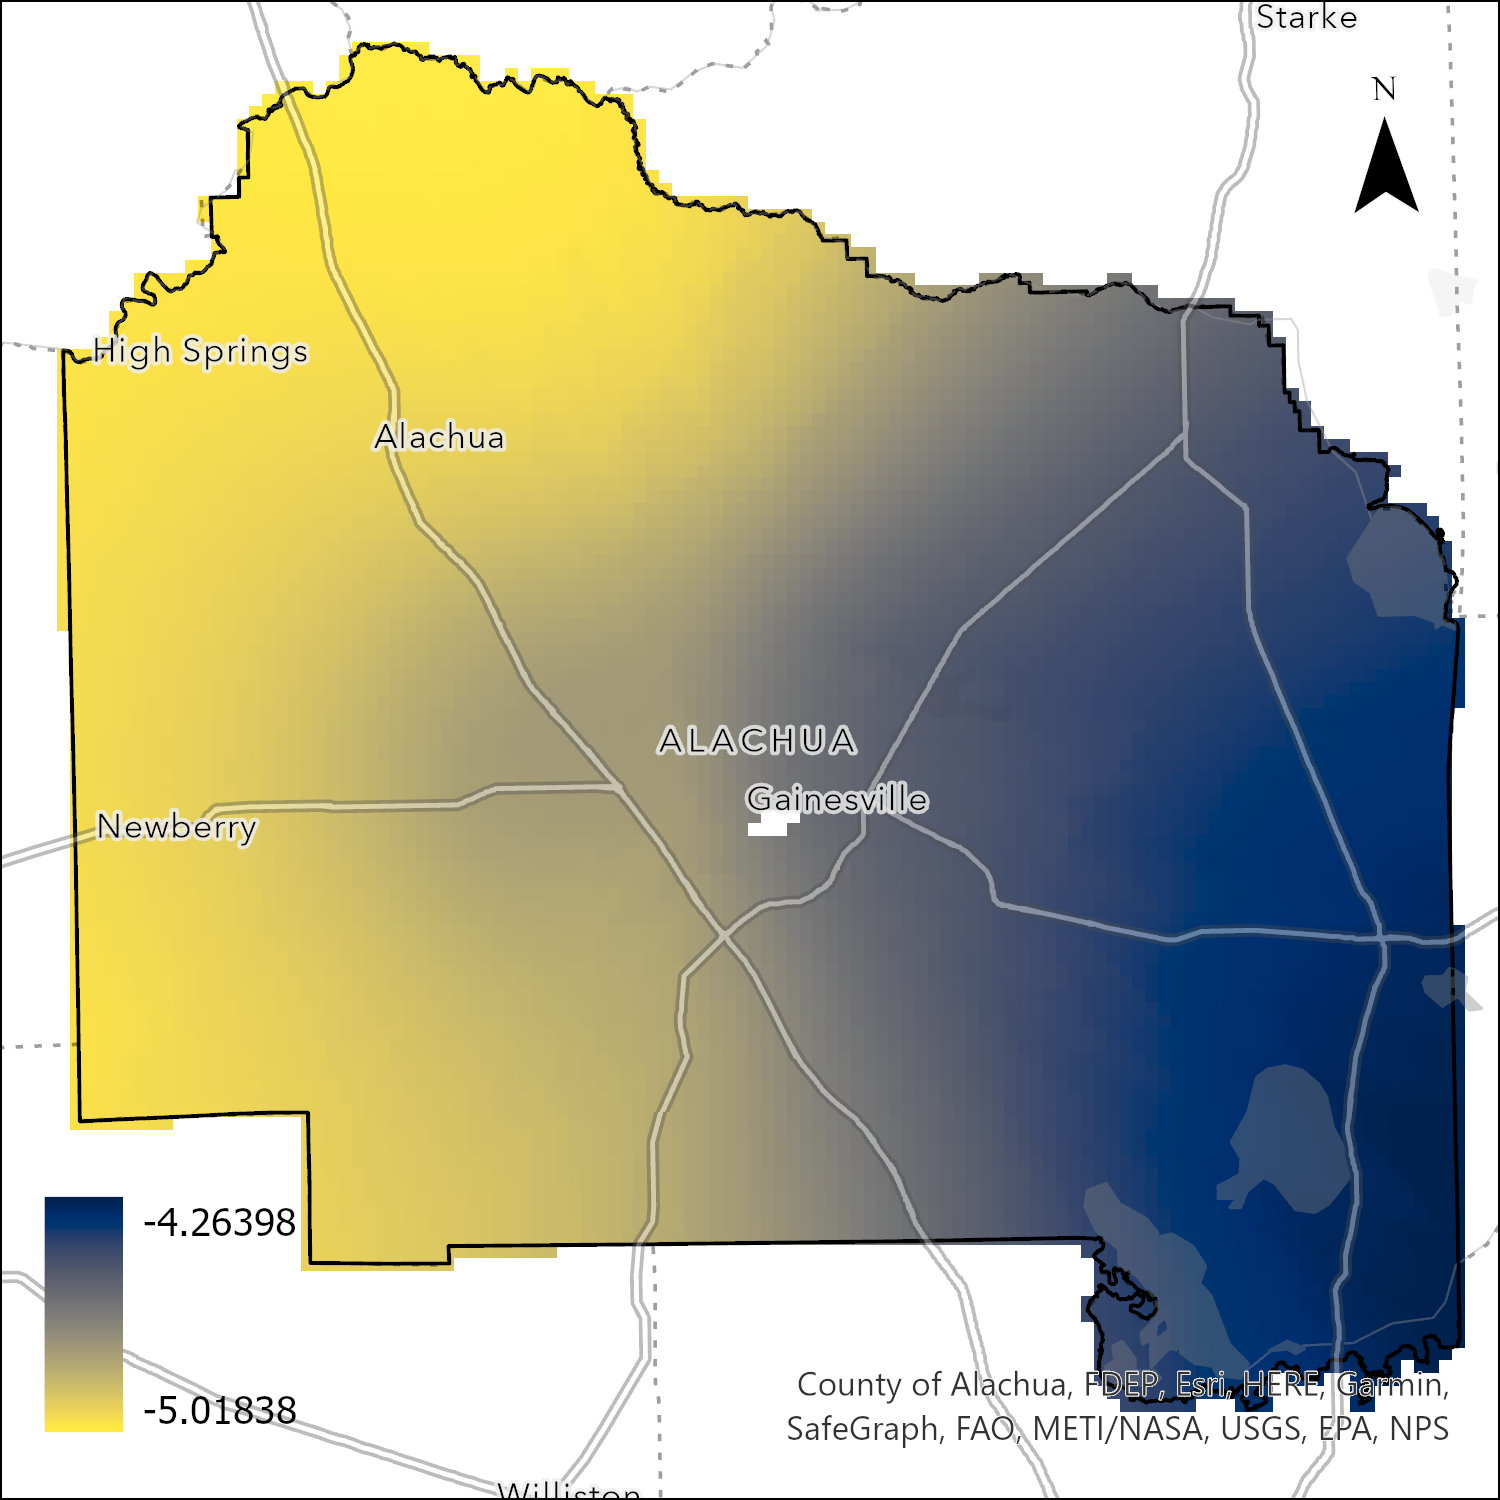 Starke
N
High Springs
Alachua
ALACHUA
Gainesville
Newberry
-4.26398
-5.01838
County of Alachua, FDEP, Esri, HERE, Garmin,
SafeGraph, FAO, METI/NASA, USGS, EPA, NPS
Williston